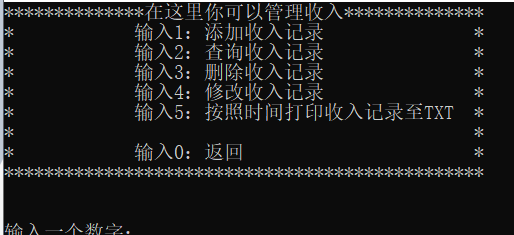 **************在这里你可以管理收入**************
* 输入1：添加收入记录 *
* 输入2：查询收入记录 *
* 输入3：删除收入记录 *
* 输入4：修改收入记录 *
* 输入5：按照时间打印收入记录至TXT *
* *
* 输入0：返回 *
************************************************
输入一个数字：